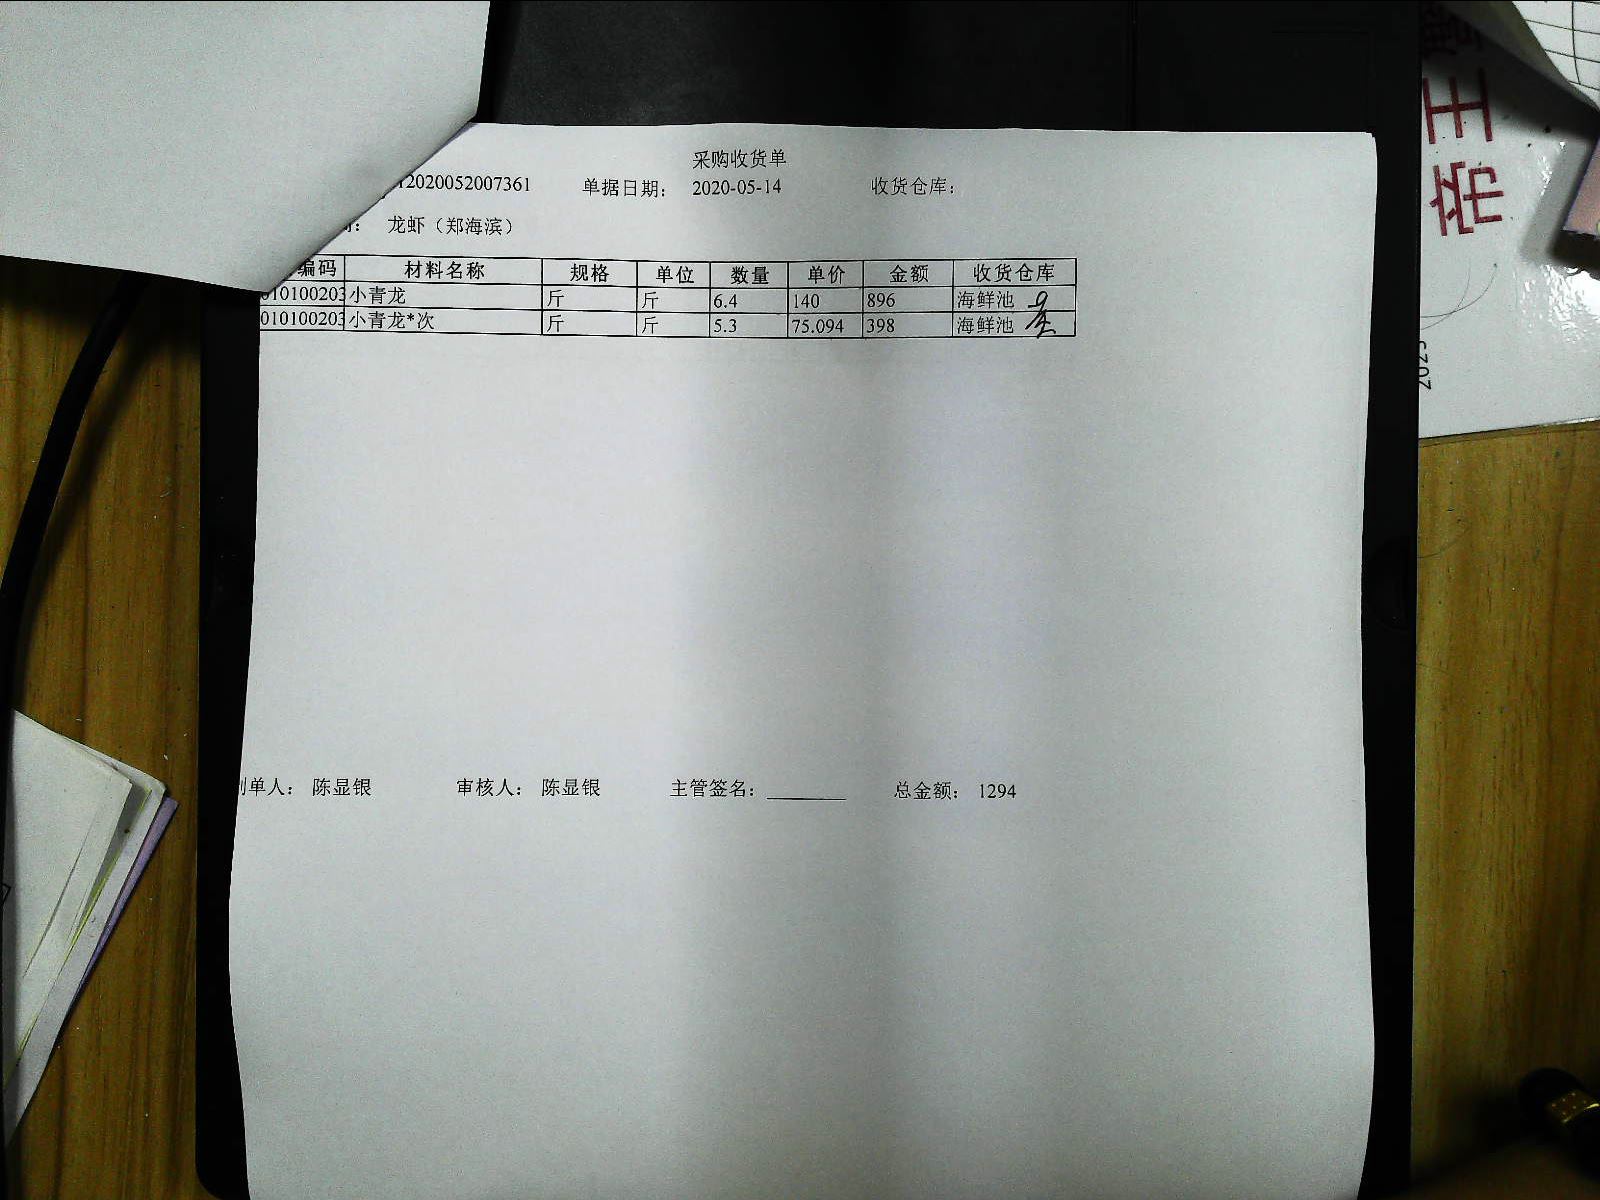 采购收货单
12020052007361 单据日期： 2020-05-14 收货仓库：
： 龙虾（郑海滨）
编码 材料名称 规格 单位 数量 单价 金额 收货仓库
010100203 小青龙 斤 斤 6.4 140 896 海鲜池
010100203 小青龙*次 斤 斤 5.3 75.094 398 海鲜池
制单人： 陈显银 审核人： 陈显银 主管签名： 总金额： 1294
帝王